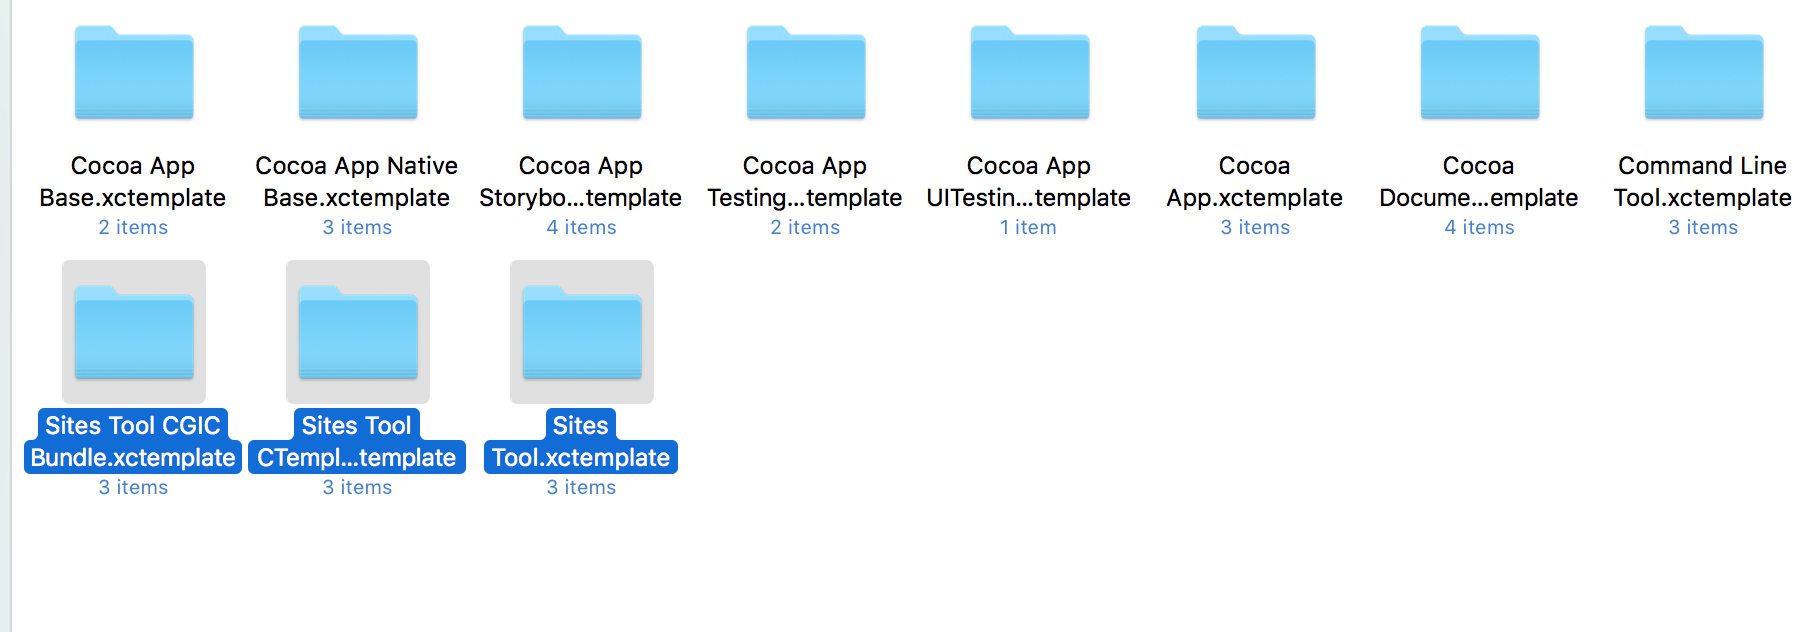 Cocoa App
Base.xctemplate
2 items
Cocoa App Native
Base.xctemplate
3 items
Cocoa App
Storybo...template
4 items
Cocoa App
Testing...template
2 items
Cocoa App
UITestin...template
1 item
Cocoa
App.xctemplate
3 items
Cocoa
Docume...emplate
4 items
Command Line
Tool.xctemplate
3 items
Sites Tool CGIC
Bundle.xctemplate
3 items
Sites Tool
CTempl...template
3 items
Sites
Tool.xctemplate
3 items